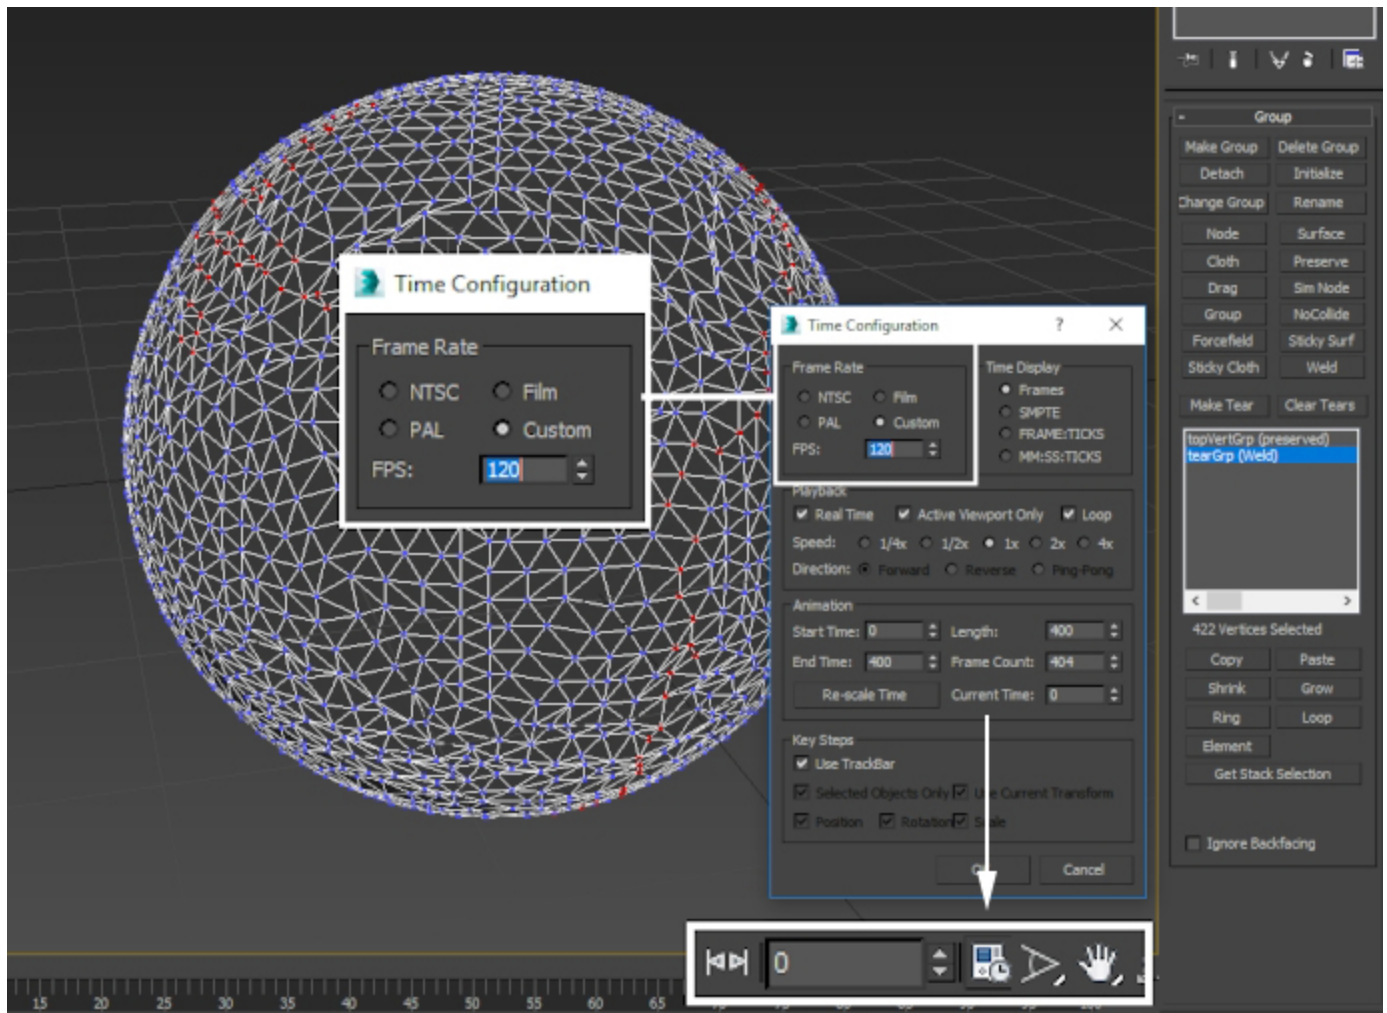 Group
Make Group Delete Group
Detach Initialize
Change Group Rename
Node Surface
Cloth Preserve
Drag Sim Node
Group NoCollide
Forcefield Sticky Surf
Sticky Cloth Weld
Make Tear Clear Tears
topVertGrp (preserved)
tearGrp (Weld)
422 Vertices Selected
Copy Paste
Shrink Grow
Ring Loop
Element
Get Stack Selection
Ignore Backfacing
Time Configuration
Frame Rate
NTSC Film
PAL Custom
FPS: 120
Time Configuration ?
Frame Rate
NTSC Film
PAL Custom
FPS: 120
Time Display
Frames
SMPTE
FRAME:TICKS
MM:SS:TICKS
Playback
Real Time Active Viewport Only Loop
Speed: 1/4x 1/2x 1x 2x 4x
Direction: Forward Reverse Ping-Pong
Animation
Start Time: 0 Length: 400
End Time: 400 Frame Count: 404
Re-scale Time Current Time: 0
Key Steps
Use TrackBar
Selected Objects Only Use Current Transform
Position Rotation Scale
Cancel
0
15 20 25 30 35 40 45 50 55 60 65